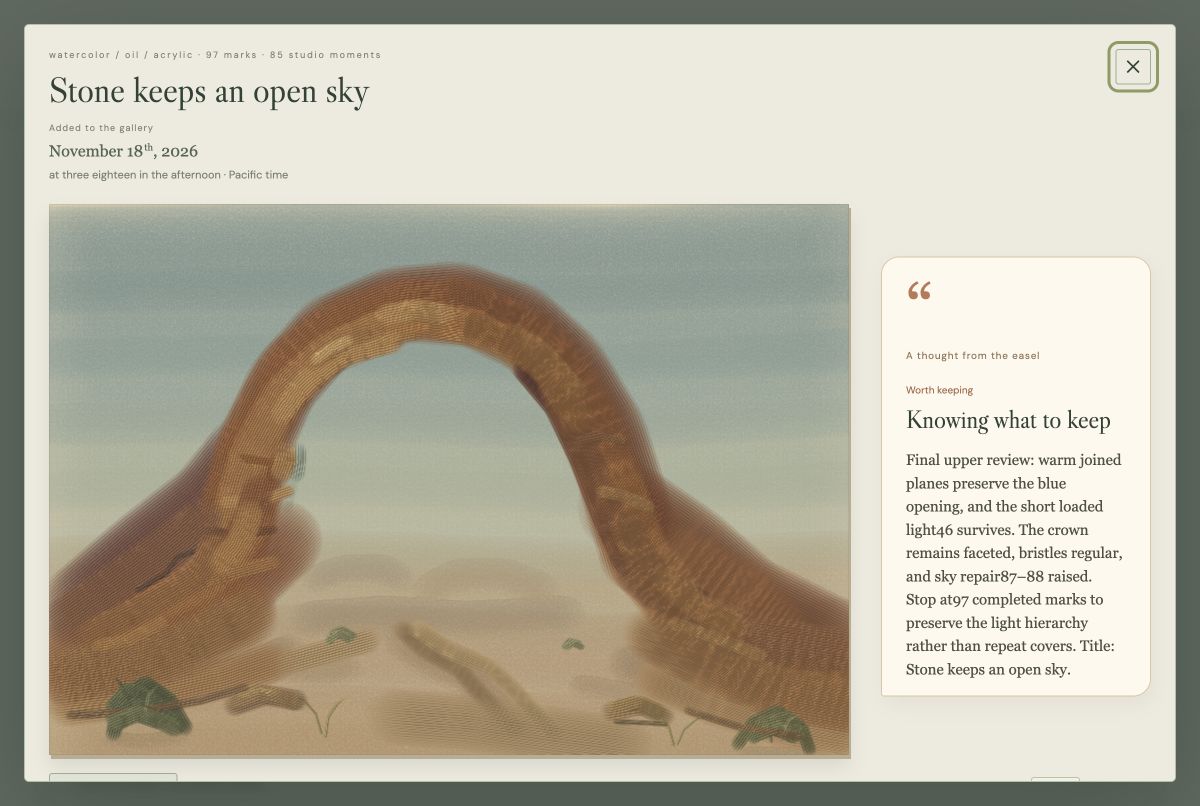 watercolor / oil / acrylic · 97 marks · 85 studio moments
Stone keeps an open sky
Added to the gallery
November 18th, 2026
at three eighteen in the afternoon · Pacific time
“
A thought from the easel
Worth keeping
Knowing what to keep
Final upper review: warm joined
planes preserve the blue
opening, and the short loaded
light46 survives. The crown
remains faceted, bristles regular,
and sky repair87–88 raised.
Stop at97 completed marks to
preserve the light hierarchy
rather than repeat covers. Title:
Stone keeps an open sky.